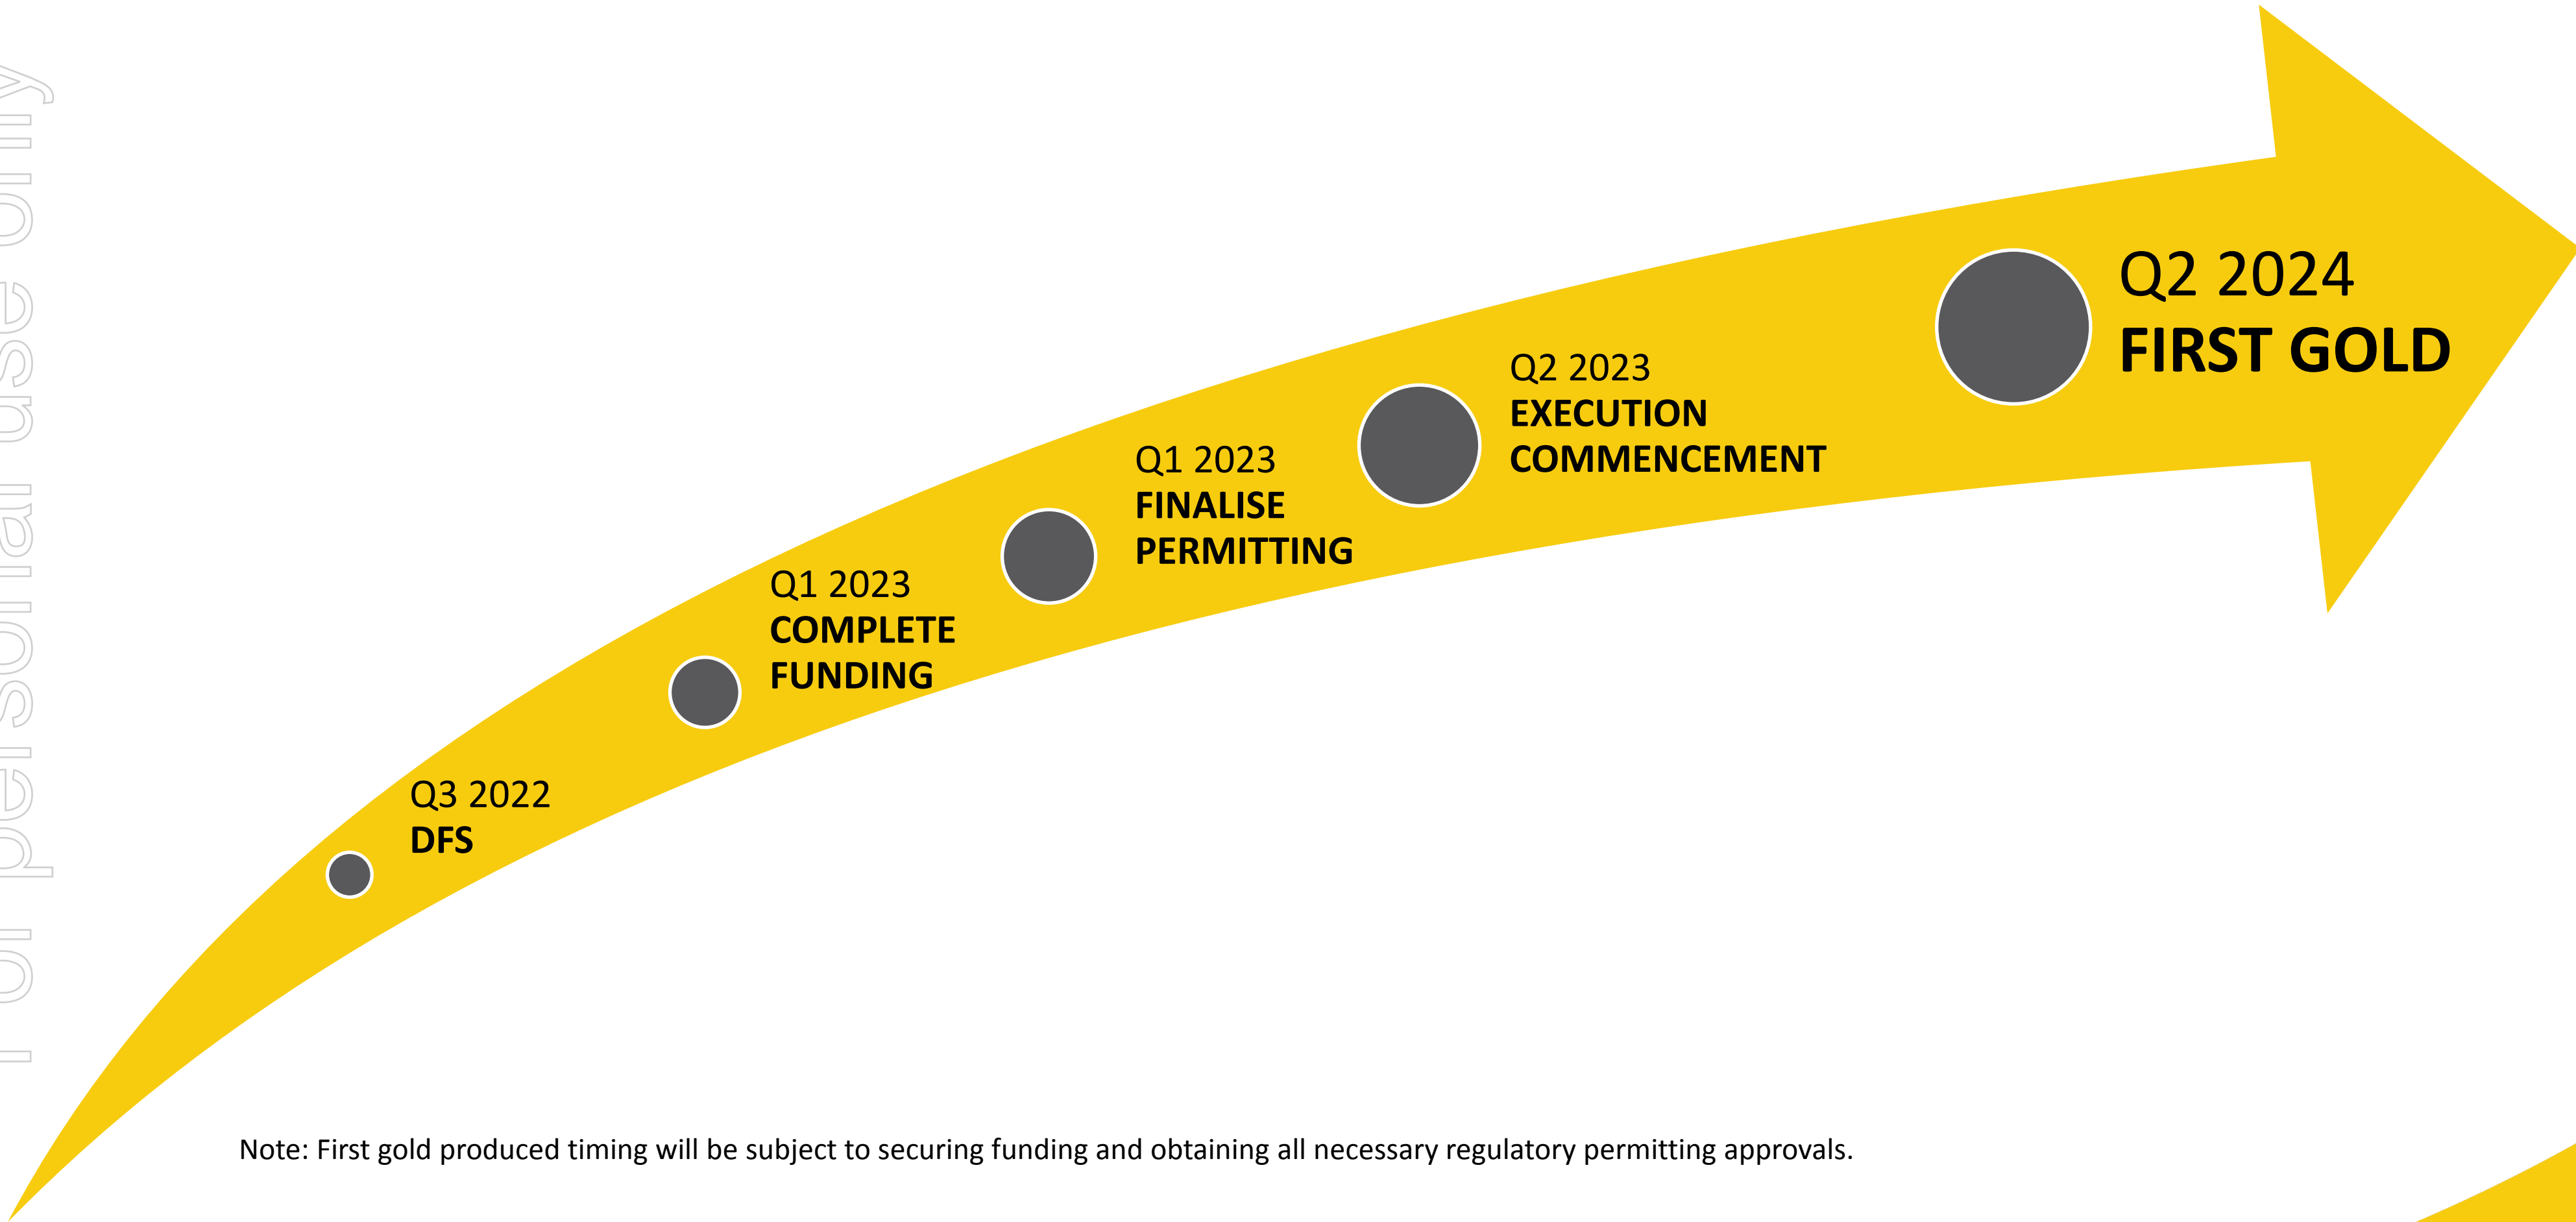 For personal use only
Q2 2024
FIRST GOLD
Q2 2023
EXECUTION
COMMENCEMENT
Q1 2023
FINALISE
PERMITTING
Q1 2023
COMPLETE
FUNDING
Q3 2022
DFS
Note: First gold produced timing will be subject to securing funding and obtaining all necessary regulatory permitting approvals.